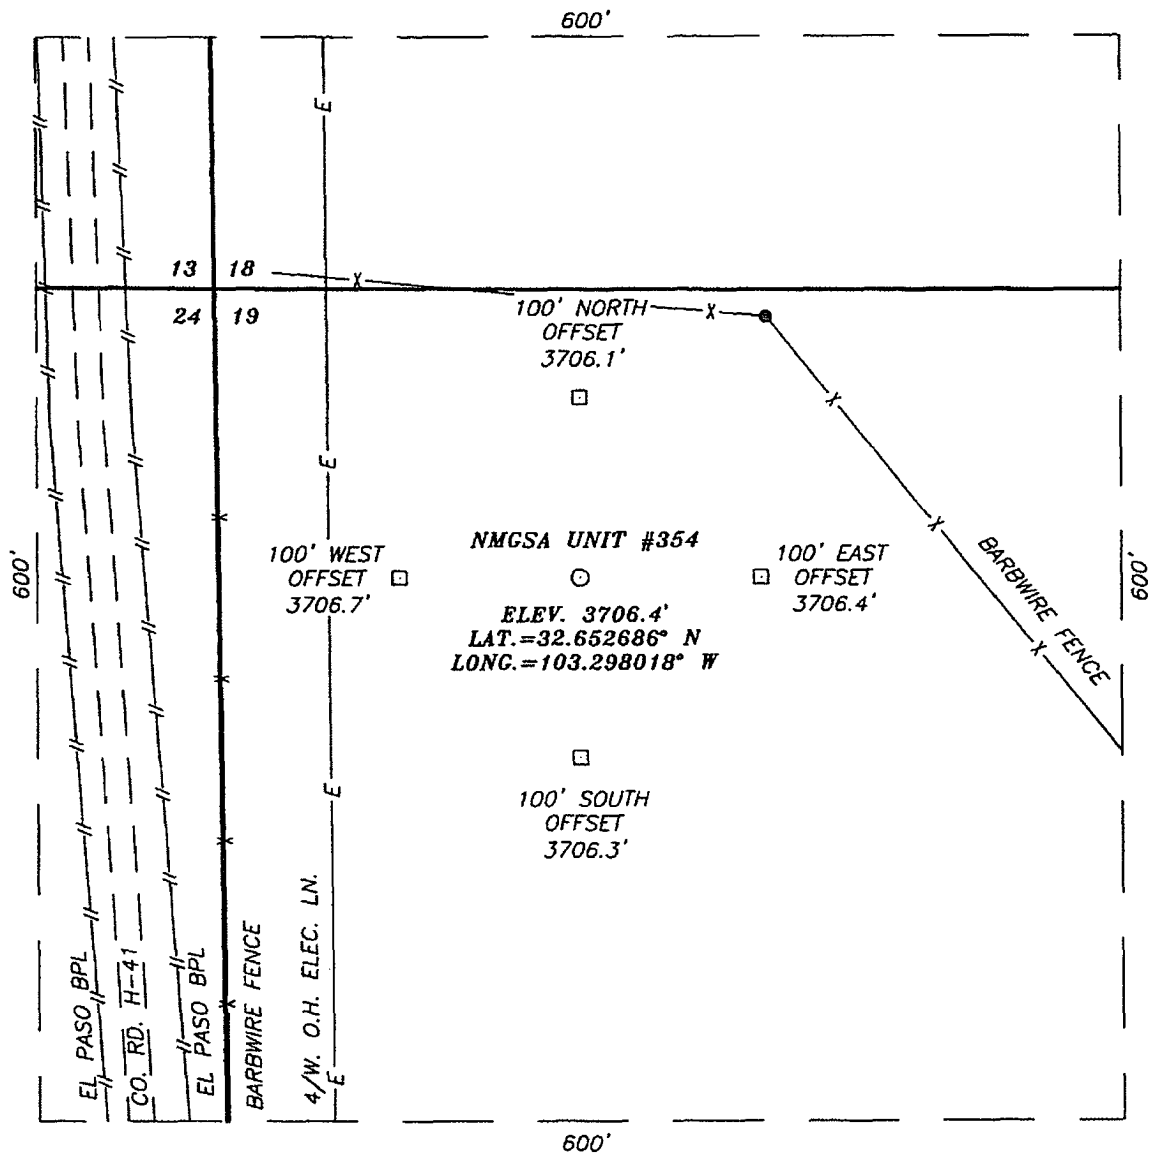 600'
13 18
24 19
100' NORTH
OFFSET
3706.1'
NMGSA UNIT #354
100' WEST
OFFSET
3706.7'
100' EAST
OFFSET
3706.4'
ELEV. 3706.4'
LAT.=32.652686° N
LONG.=103.298018° W
600'
600'
BARBWIRE FENCE
100' SOUTH
OFFSET
3706.3'
EL PASO BPL
CO. RD. H-41
EL PASO BPL
BARBWIRE FENCE
4/W. O.H. ELEC. LN.
E
E
E
E
600'